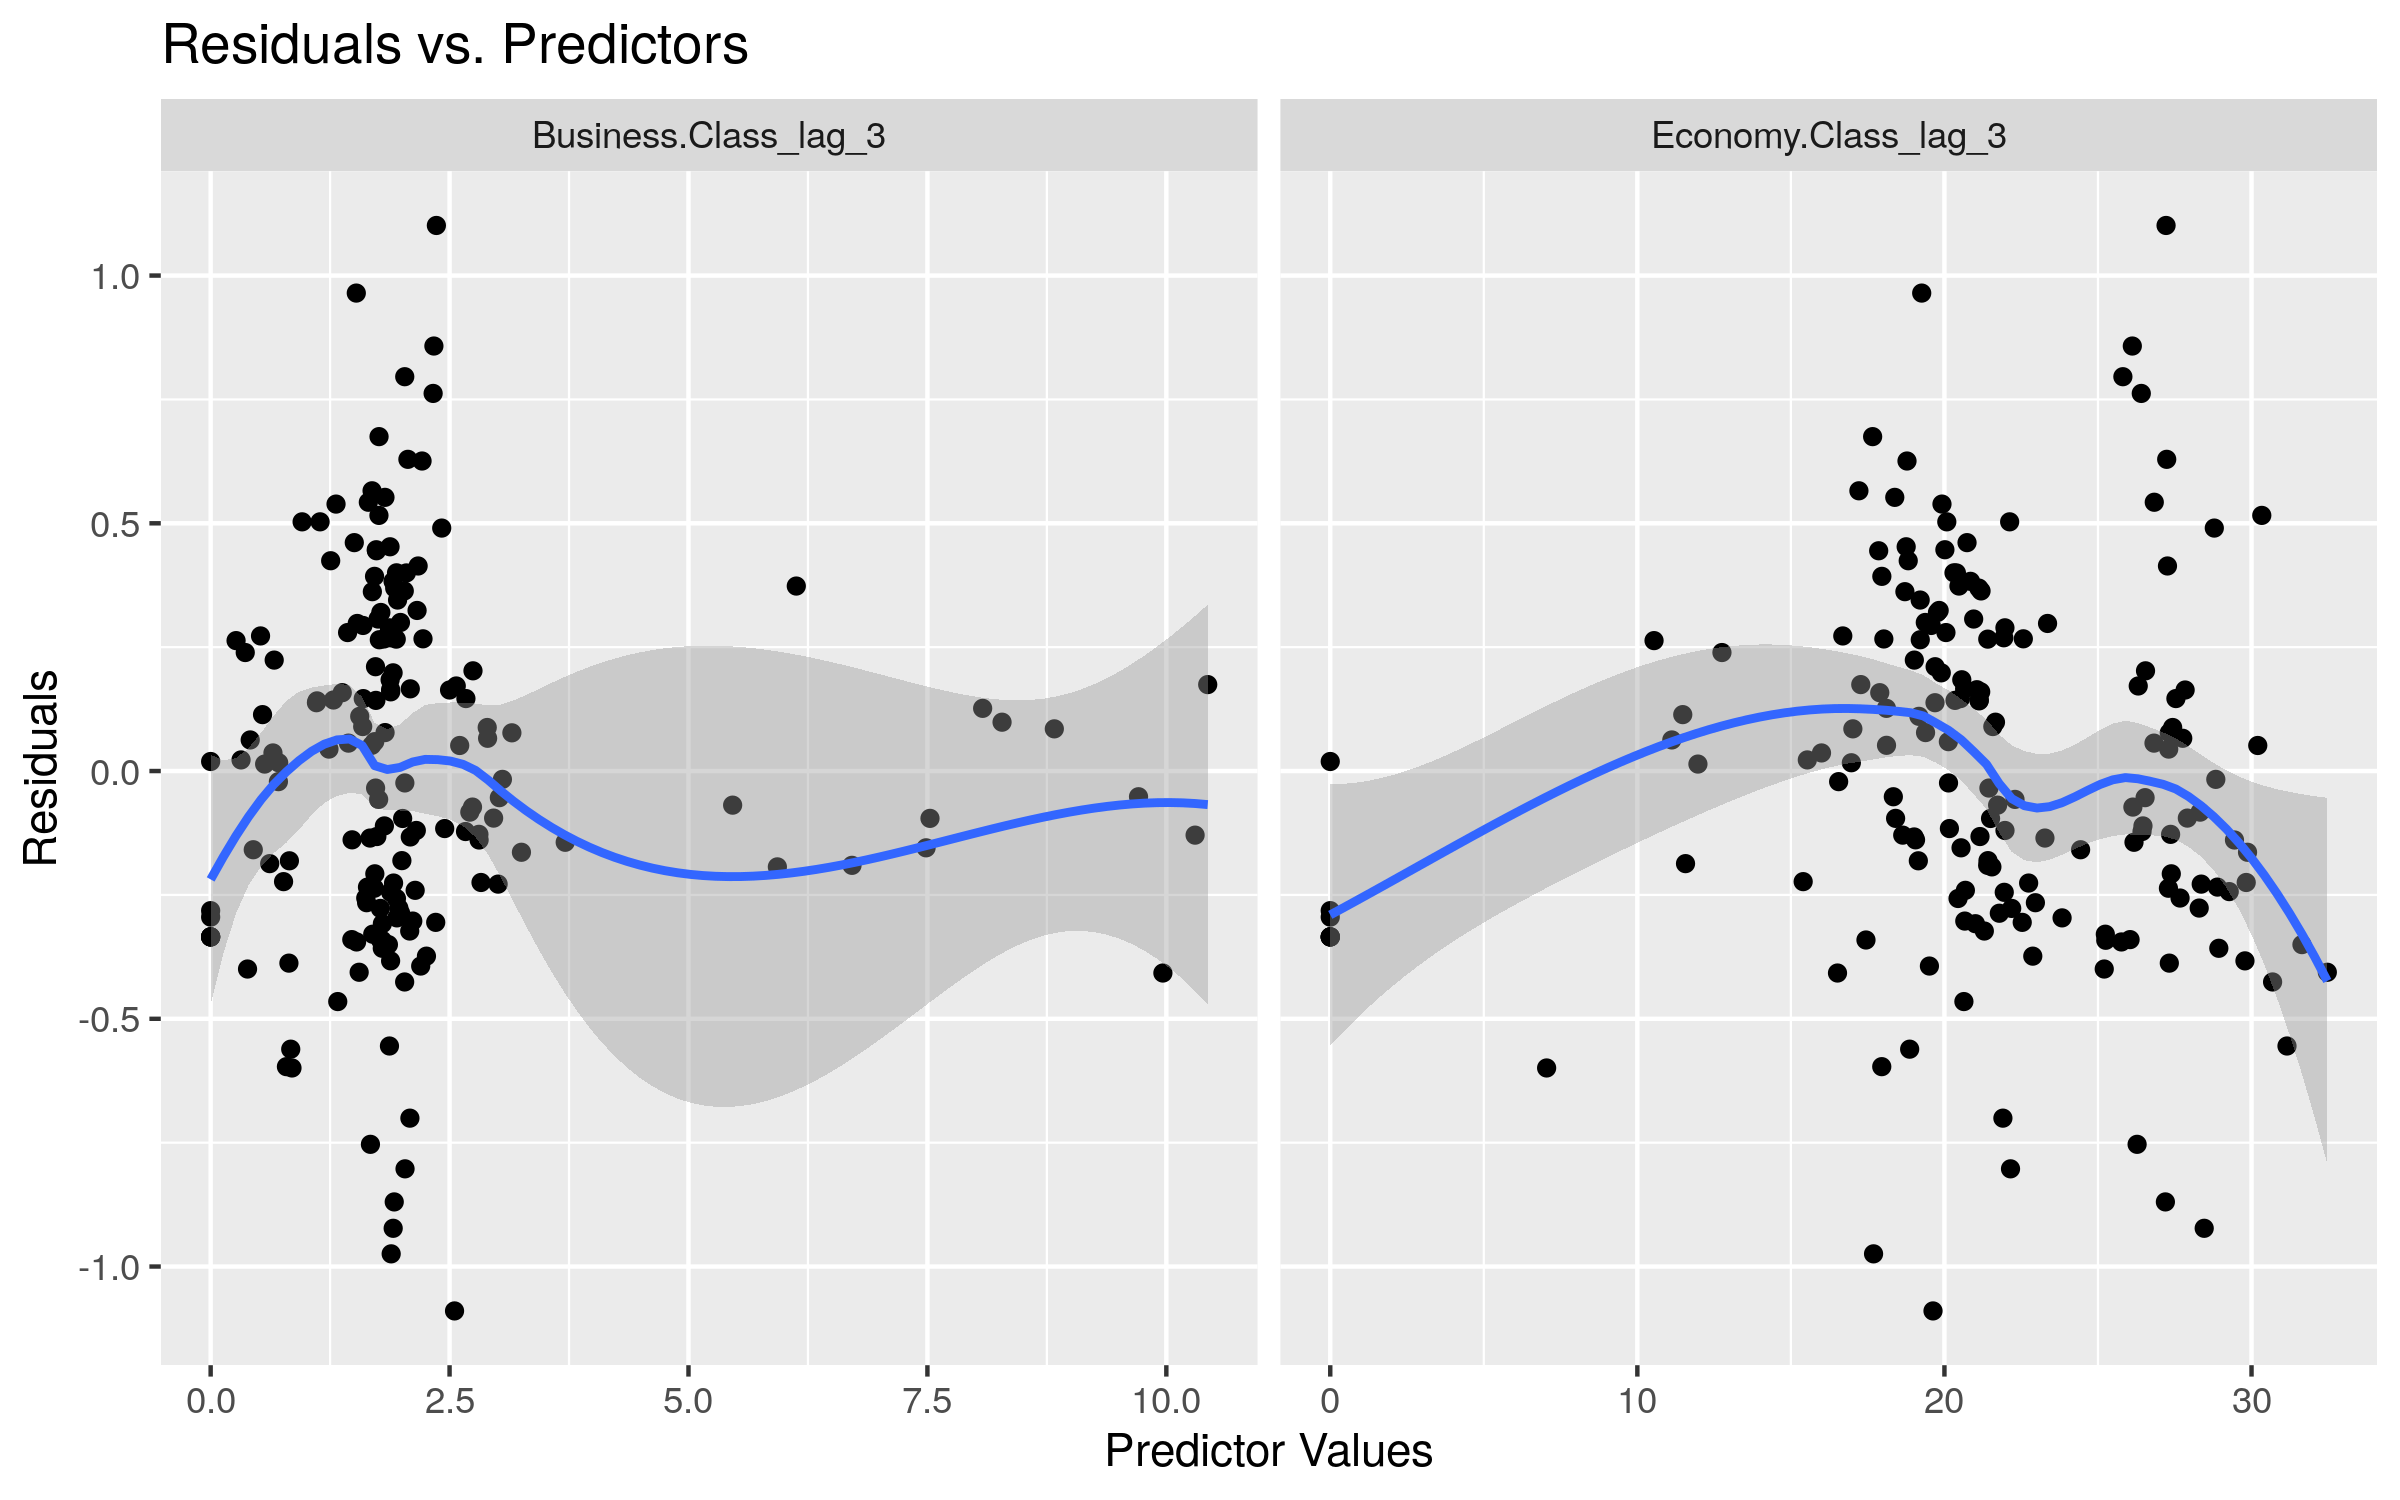 Residuals vs. Predictors
Business.Class_lag_3
Economy.Class_lag_3
Residuals
1.0
0.5
0.0
-0.5
-1.0
0.0 2.5 5.0 7.5 10.0
0 10 20 30
Predictor Values